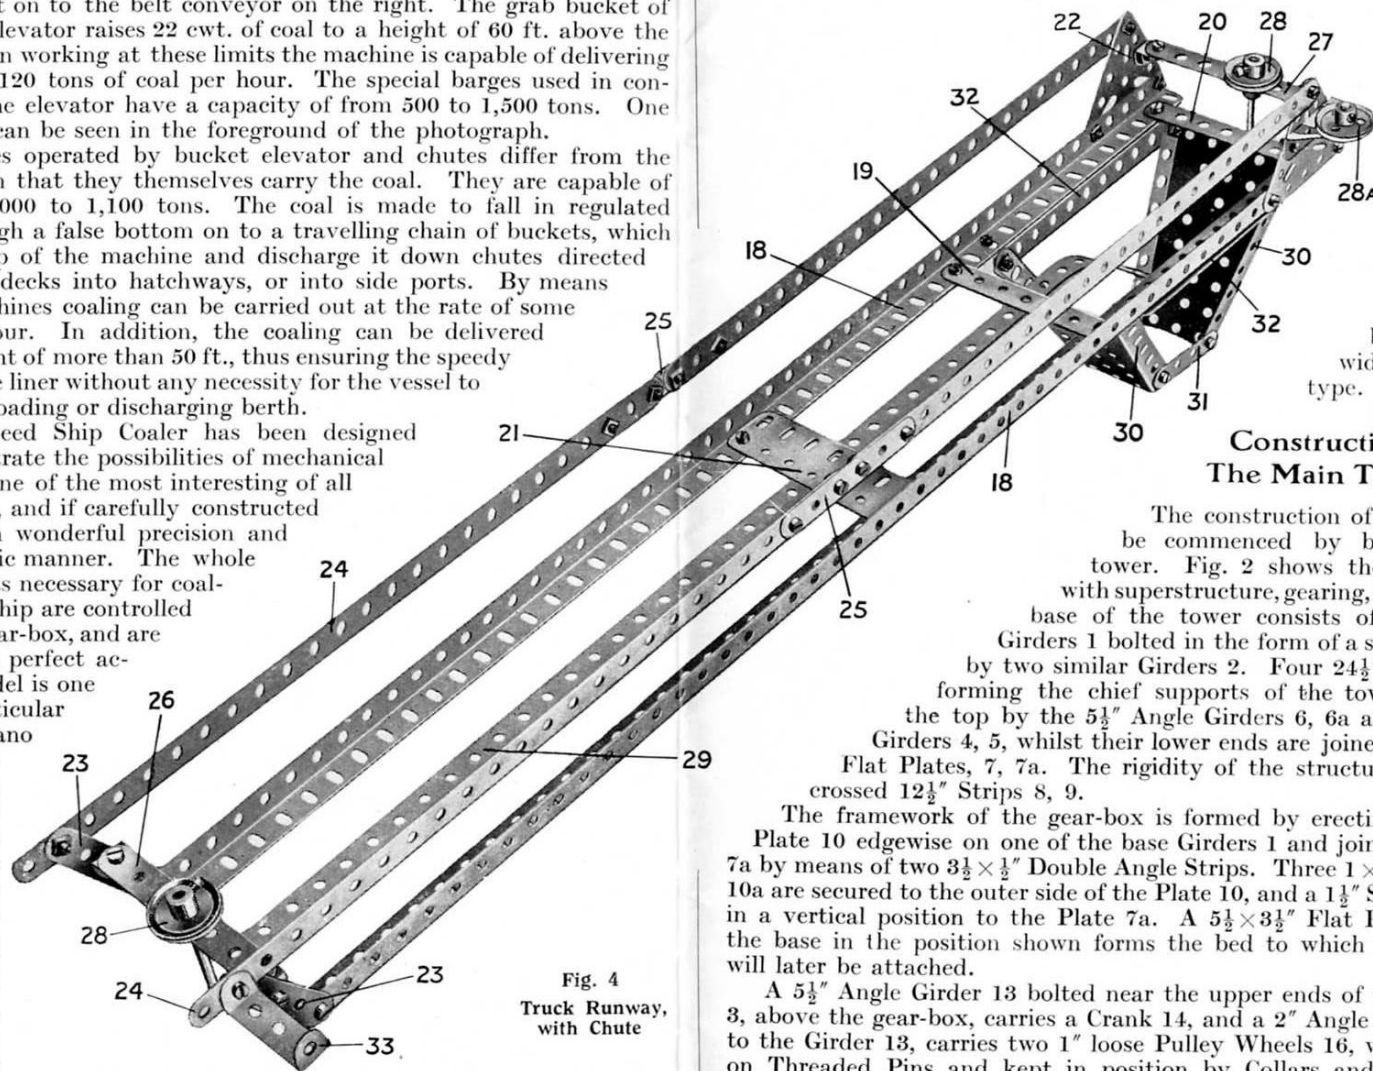 on to the belt conveyor on the right. The grab bucket of
levator raises 22 cwt. of coal to a height of 60 ft. above the
n working at these limits the machine is capable of delivering
120 tons of coal per hour. The special barges used in con-
e elevator have a capacity of from 500 to 1,500 tons. One
can be seen in the foreground of the photograph.
s operated by bucket elevator and chutes differ from the
that they themselves carry the coal. They are capable of
000 to 1,100 tons. The coal is made to fall in regulated
gh a false bottom on to a travelling chain of buckets, which
of the machine and discharge it down chutes directed
decks into hatchways, or into side ports. By means
hines coaling can be carried out at the rate of some
our. In addition, the coaling can be delivered
nt of more than 50 ft., thus ensuring the speedy
liner without any necessity for the vessel to
oading or discharging berth.
eed Ship Coaler has been designed
rate the possibilities of mechanical
ne of the most interesting of all
, and if carefully constructed
wonderful precision and
ic manner. The whole
s necessary for coal-
hip are controlled
ar-box, and are
perfect ac-
del is one
icular
ano
22
20
28
27
32
19
28A
18
30
25
32
31
21
30
18
24
25
26
23
29
28
23
24
33
Fig. 4
Truck Runway,
with Chute
wid
type.
Constructi
The Main T
The construction of
be commenced by b
tower. Fig. 2 shows th
with superstructure, gearing,
base of the tower consists of
Girders 1 bolted in the form of a s
by two similar Girders 2. Four 24½
forming the chief supports of the tow
the top by the 5½″ Angle Girders 6, 6a a
Girders 4, 5, whilst their lower ends are joine
Flat Plates, 7, 7a. The rigidity of the structu
crossed 12½″ Strips 8, 9.
The framework of the gear-box is formed by erecti
Plate 10 edgewise on one of the base Girders 1 and join
7a by means of two 3½×½″ Double Angle Strips. Three 1×
10a are secured to the outer side of the Plate 10, and a 1½″ S
in a vertical position to the Plate 7a. A 5½×3½″ Flat P
the base in the position shown forms the bed to which
will later be attached.
A 5½″ Angle Girder 13 bolted near the upper ends of
3, above the gear-box, carries a Crank 14, and a 2″ Angle
to the Girder 13, carries two 1″ loose Pulley Wheels 16, w
on Threaded Pins and kept in position by Collars and